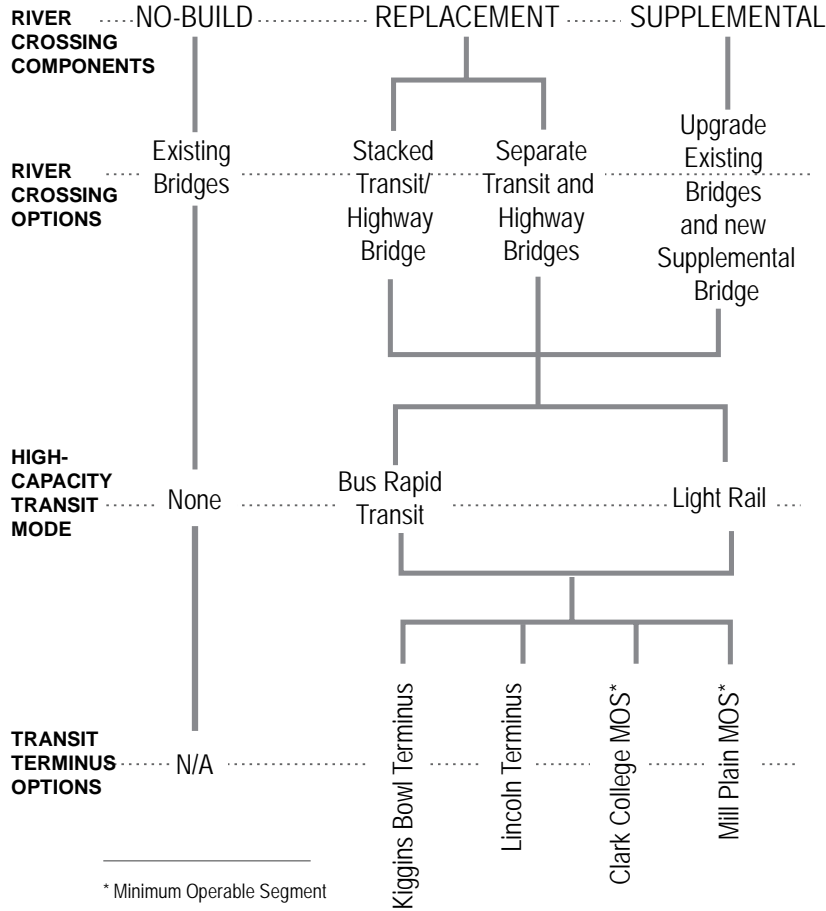 RIVER
CROSSING
COMPONENTS
NO-BUILD
REPLACEMENT
SUPPLEMENTAL
RIVER
CROSSING
OPTIONS
Existing
Bridges
Stacked
Transit/
Highway
Bridge
Separate
Transit and
Highway
Bridges
Upgrade
Existing
Bridges
and new
Supplemental
Bridge
HIGH-
CAPACITY
TRANSIT
MODE
None
Bus Rapid
Transit
Light Rail
TRANSIT
TERMINUS
OPTIONS
N/A
Kiggins Bowl Terminus
Lincoln Terminus
Clark College MOS*
Mill Plain MOS*
* Minimum Operable Segment